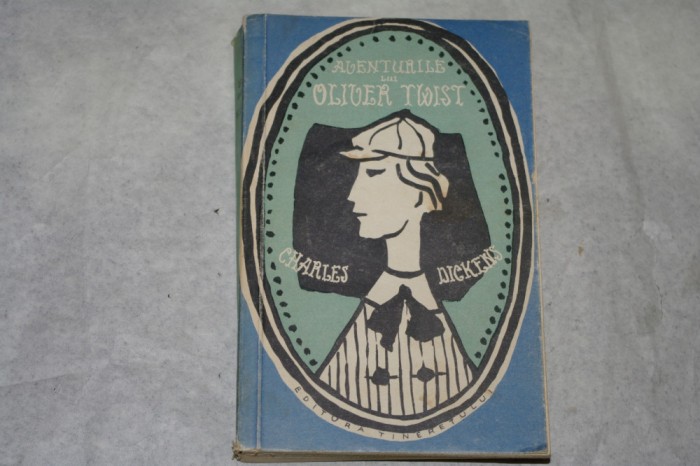 AVENTURILE
lui
OLIVER TWIST
CHARLES DICKENS
EDITURA TINERETULUI